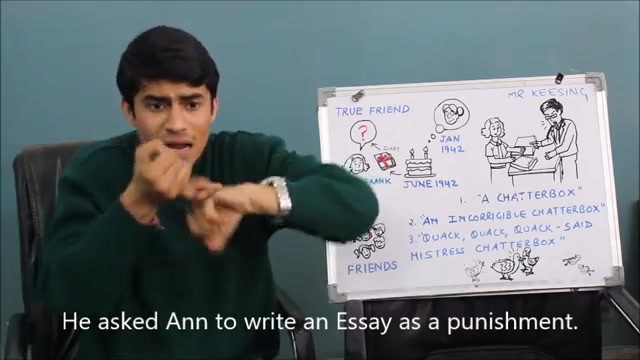 TRUE FRIEND
MR. KEESING
?
DIARY
JAN
1942
JUNE 1942
FRIENDS
1. "A CHATTERBOX"
2. "AN INCORRIGIBLE CHATTERBOX"
3. "QUACK, QUACK, QUACK - SAID
MISTRESS CHATTERBOX"
He asked Ann to write an Essay as a punishment.